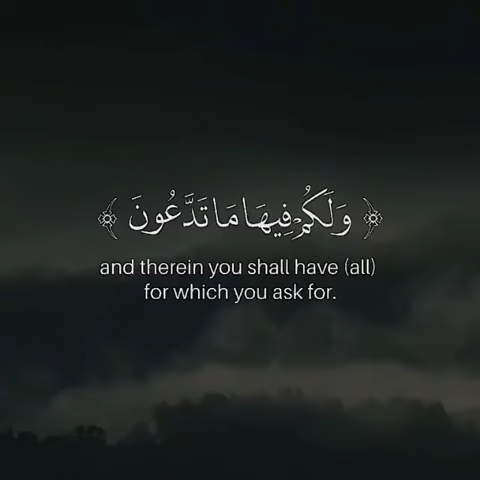 ﴿ وَلَكُمْ فِيهَا مَا تَدَّعُونَ ﴾
and therein you shall have (all)
for which you ask for.